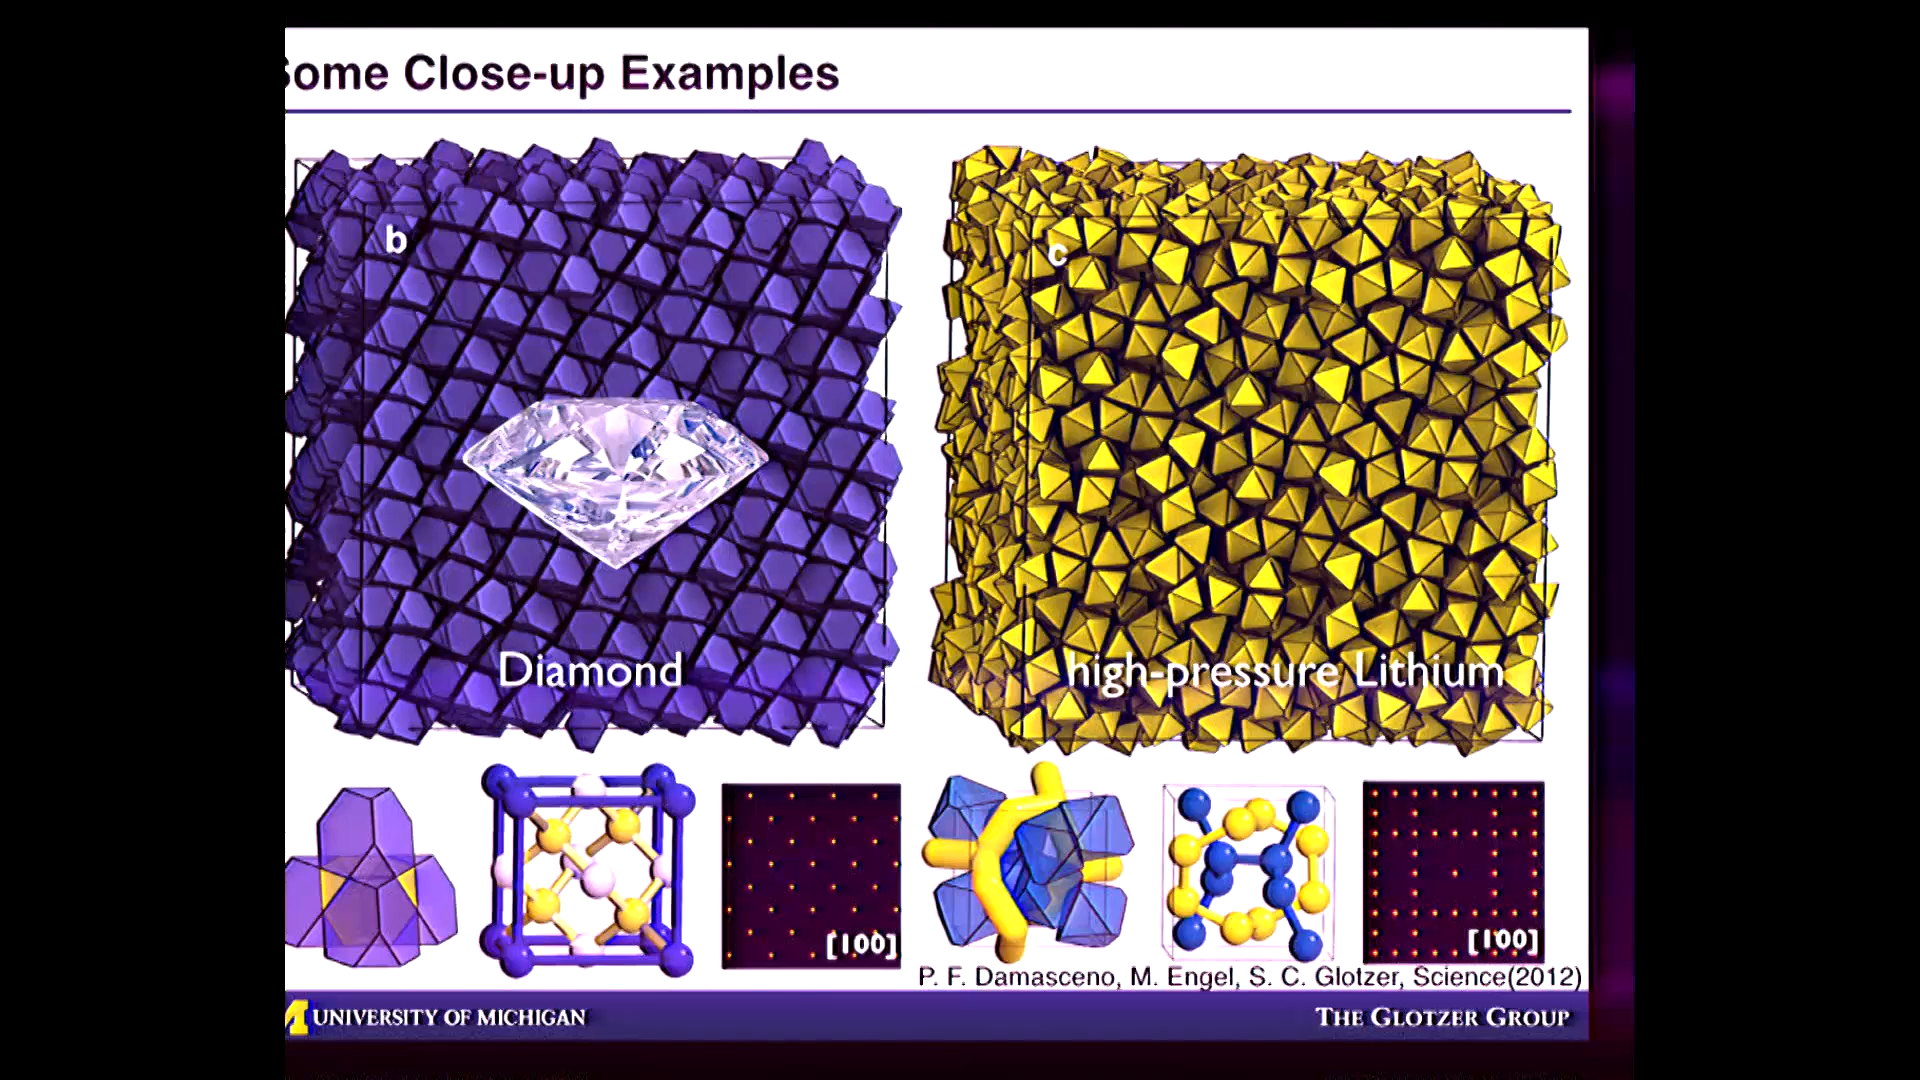 Some Close-up Examples
b
c
Diamond
high-pressure Lithium
[100]
[100]
P. F. Damasceno, M. Engel, S. C. Glotzer, Science(2012)
M UNIVERSITY OF MICHIGAN
THE GLOTZER GROUP